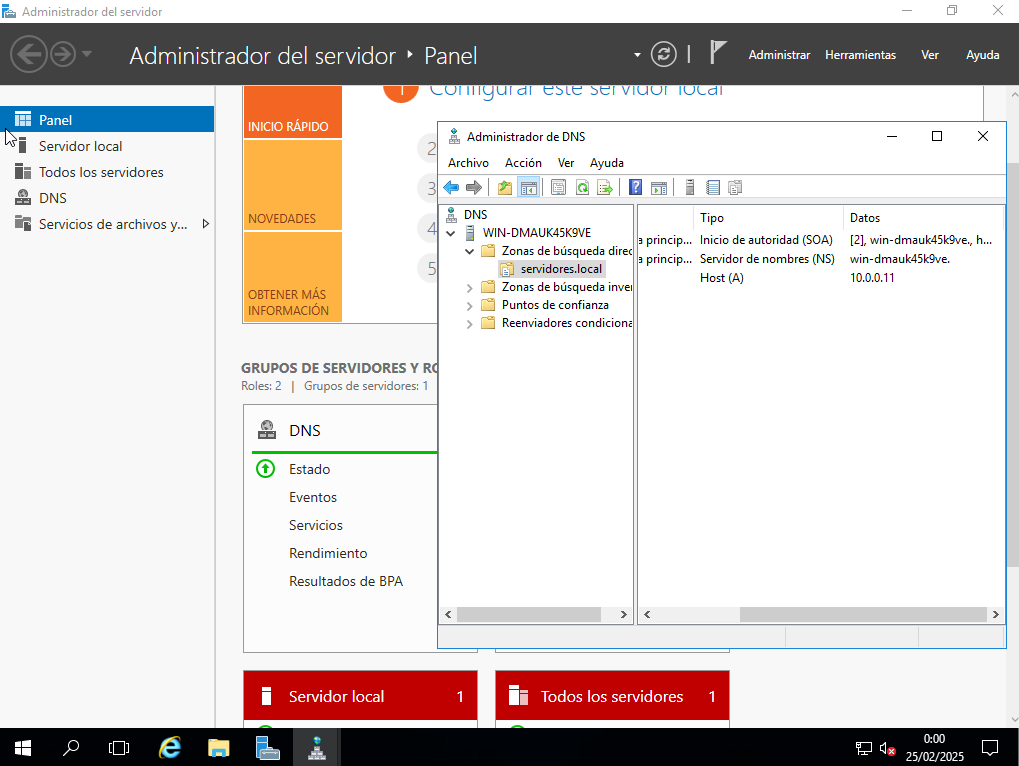 Administrador del servidor
Administrador del servidor ‣ Panel
Administrar Herramientas Ver Ayuda
Panel
Servidor local
Todos los servidores
DNS
Servicios de archivos y...
1 Configurar este servidor local
INICIO RÁPIDO
2
3
NOVEDADES
4
5
OBTENER MÁS
INFORMACIÓN
GRUPOS DE SERVIDORES Y RO
Roles: 2 | Grupos de servidores: 1
DNS
Estado
Eventos
Servicios
Rendimiento
Resultados de BPA
Servidor local 1
Todos los servidores 1
Administrador de DNS
Archivo Acción Ver Ayuda
DNS
WIN-DMAUK45K9VE
Zonas de búsqueda direc
servidores.local
Zonas de búsqueda inver
Puntos de confianza
Reenviadores condiciona
Tipo Datos
a princip... Inicio de autoridad (SOA) [2], win-dmauk45k9ve., h...
a princip... Servidor de nombres (NS) win-dmauk45k9ve.
Host (A) 10.0.0.11
0:00
25/02/2025